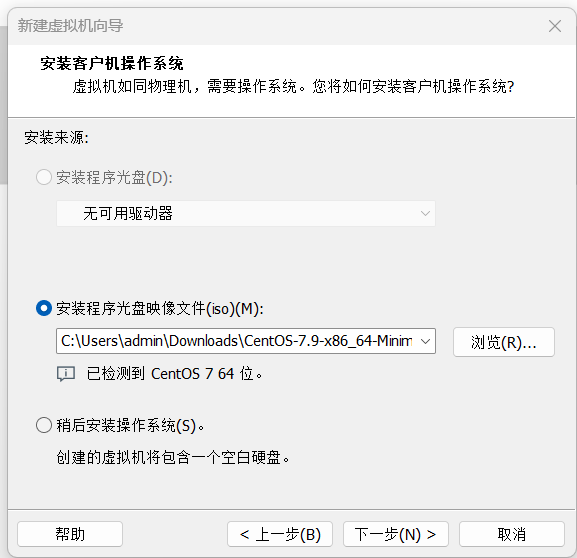 新建虚拟机向导
安装客户机操作系统
虚拟机如同物理机，需要操作系统。您将如何安装客户机操作系统?
安装来源:
安装程序光盘(D):
无可用驱动器
安装程序光盘映像文件(iso)(M):
C:\Users\admin\Downloads\CentOS-7.9-x86_64-Minim
浏览(R)...
已检测到 CentOS 7 64 位。
稍后安装操作系统(S)。
创建的虚拟机将包含一个空白硬盘。
帮助
< 上一步(B)
下一步(N) >
取消